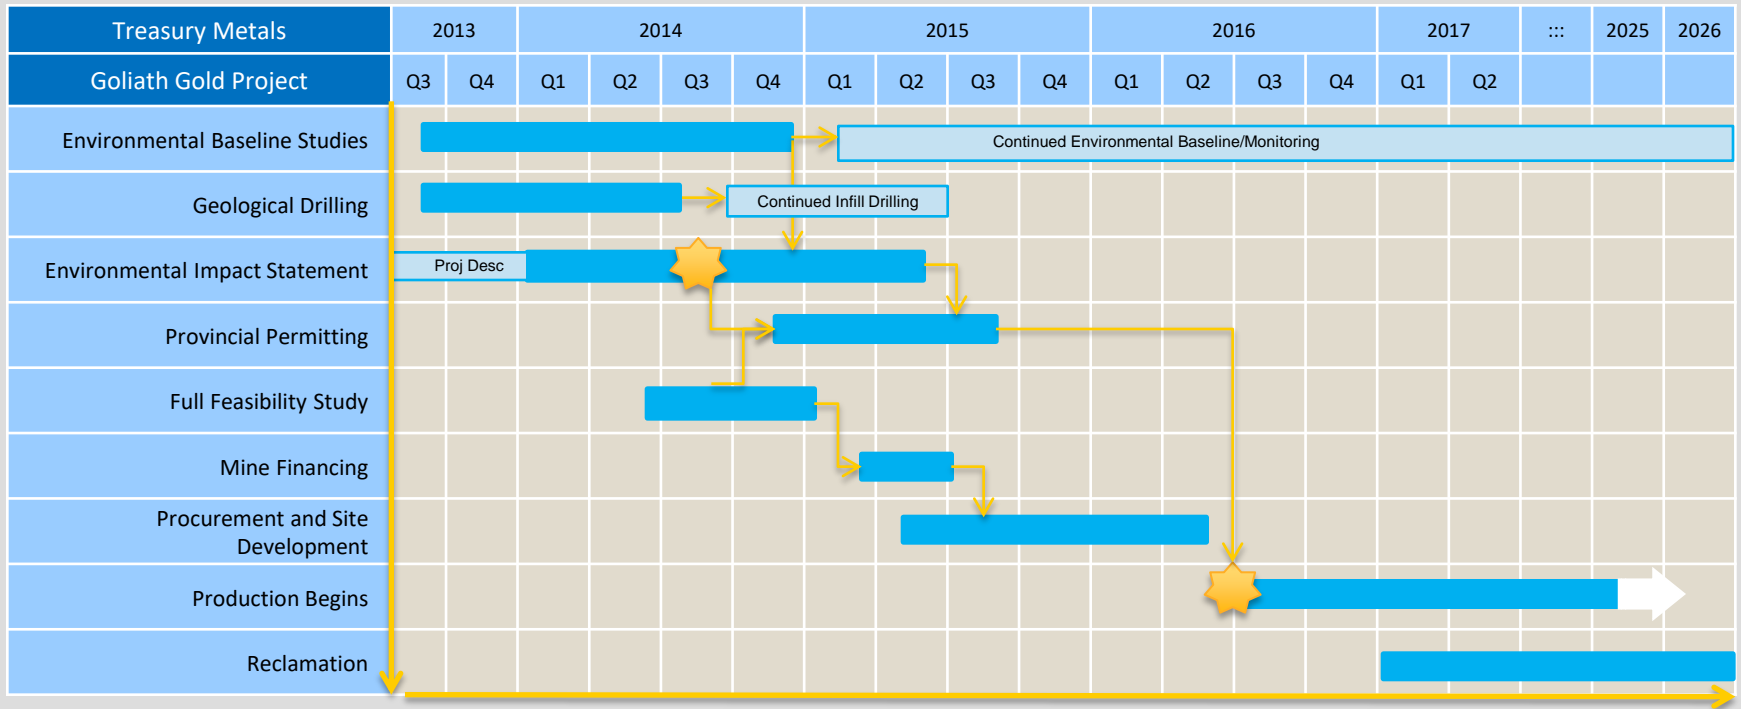 Treasury Metals 2013 2014 2015 2016 2017 ::: 2025 2026
Goliath Gold Project Q3 Q4 Q1 Q2 Q3 Q4 Q1 Q2 Q3 Q4 Q1 Q2 Q3 Q4 Q1 Q2
Environmental Baseline Studies Continued Environmental Baseline/Monitoring
Geological Drilling Continued Infill Drilling
Environmental Impact Statement Proj Desc
Provincial Permitting
Full Feasibility Study
Mine Financing
Procurement and Site
Development
Production Begins
Reclamation